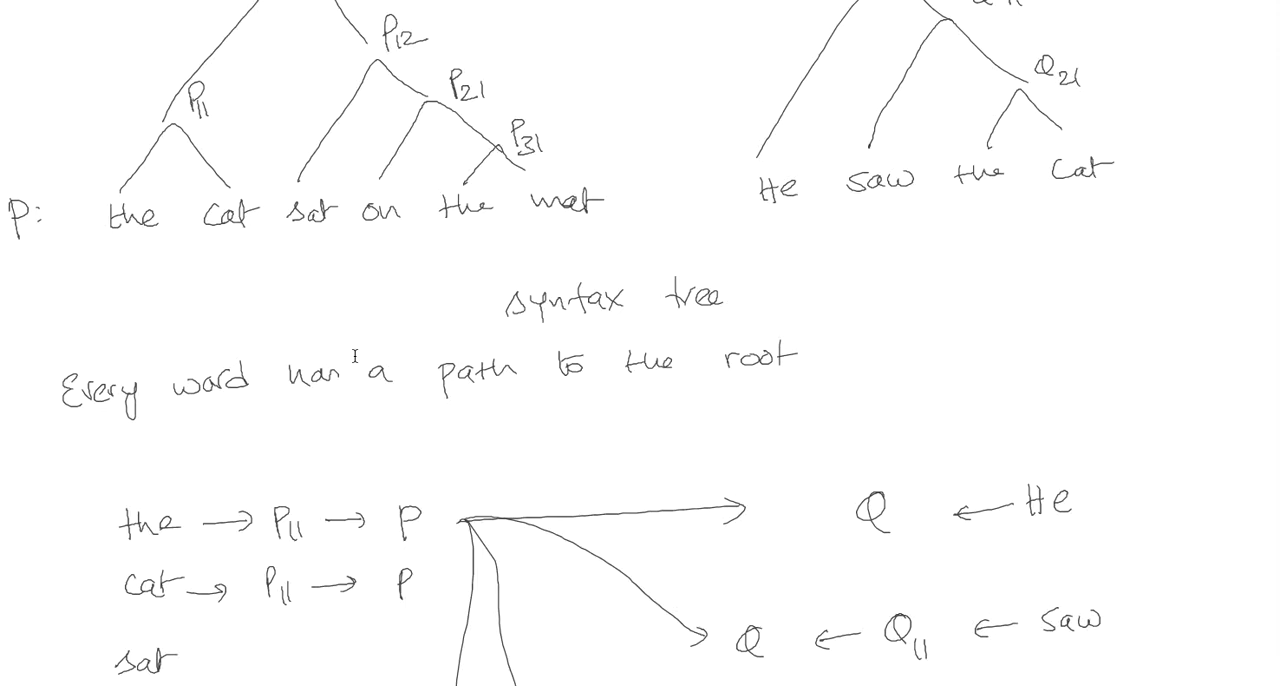 P12
P21
Q21
P11
P31
P: the cat sat on the mat
He saw the cat
syntax tree
Every word has a path to the root
the → P11 → P
Q ← He
cat → P11 → P
Q ← Q11 ← saw
sat